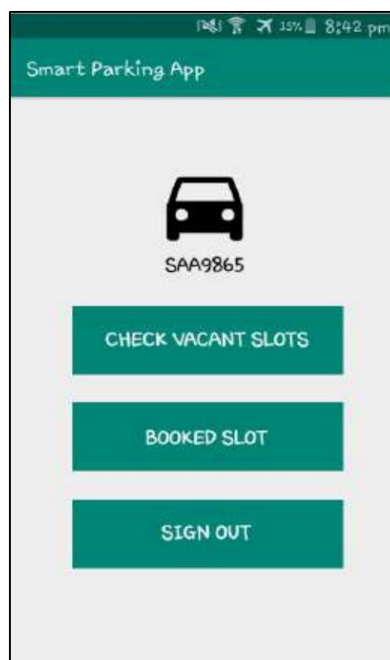 15% 8:42 pm
Smart Parking App
SAA9865
CHECK VACANT SLOTS
BOOKED SLOT
SIGN OUT